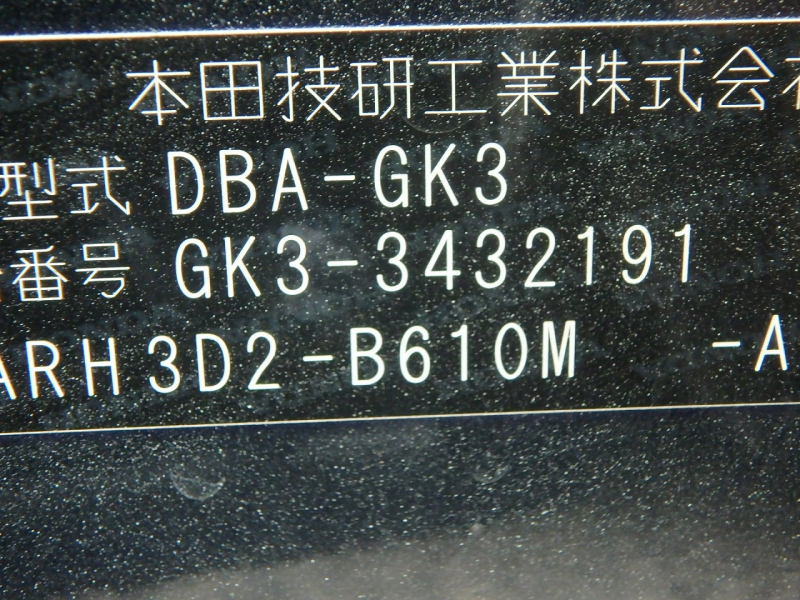 本田技研工業株式会
型式 DBA-GK3
番号 GK3-3432191
ARH3D2-B610M -A